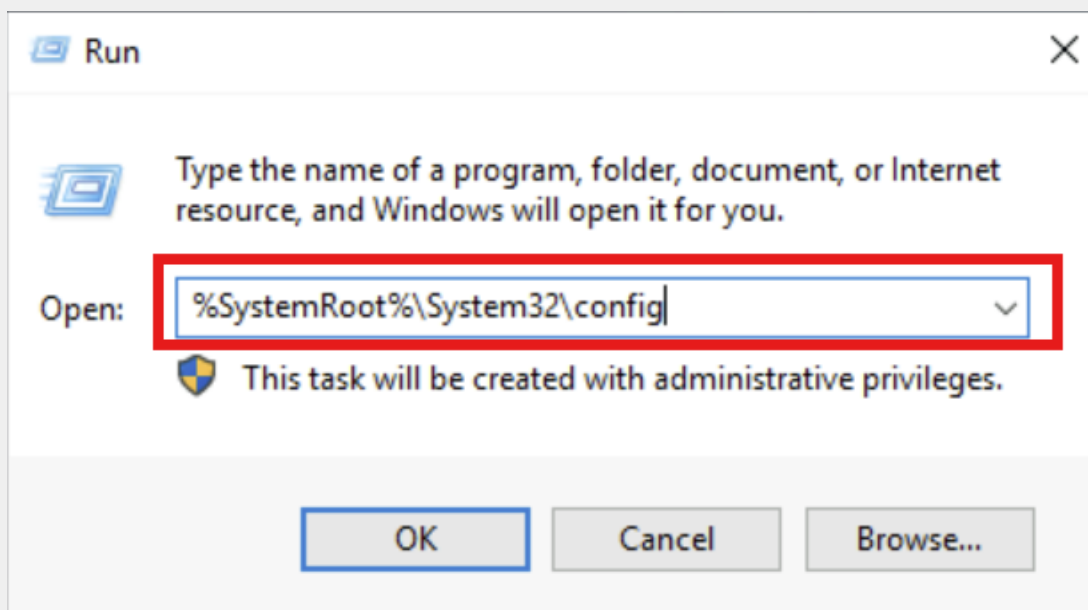 Run
Type the name of a program, folder, document, or Internet
resource, and Windows will open it for you.
Open: %SystemRoot%\System32\config
This task will be created with administrative privileges.
OK Cancel Browse...